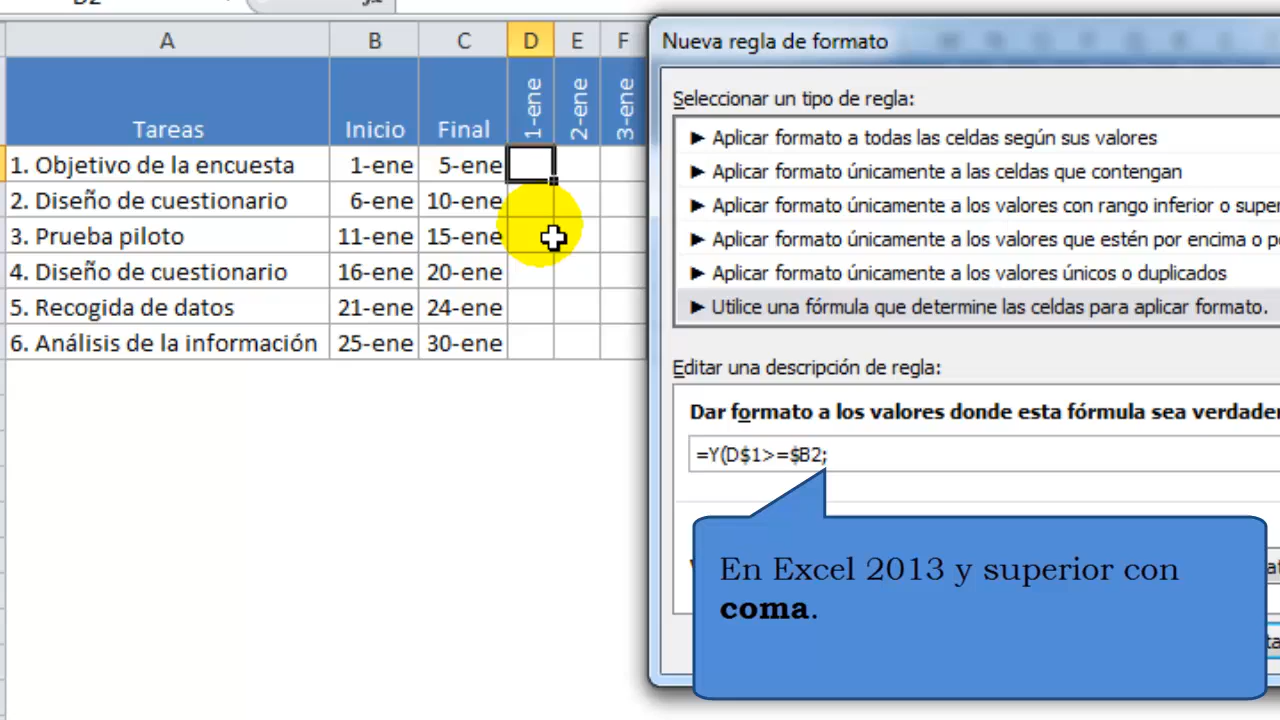 Nueva regla de formato
A B C D E F
Tareas Inicio Final 1-ene 2-ene 3-ene
1. Objetivo de la encuesta 1-ene 5-ene
2. Diseño de cuestionario 6-ene 10-ene
3. Prueba piloto 11-ene 15-ene
4. Diseño de cuestionario 16-ene 20-ene
5. Recogida de datos 21-ene 24-ene
6. Análisis de la información 25-ene 30-ene
Seleccionar un tipo de regla:
► Aplicar formato a todas las celdas según sus valores
► Aplicar formato únicamente a las celdas que contengan
► Aplicar formato únicamente a los valores con rango inferior o super
► Aplicar formato únicamente a los valores que estén por encima o p
► Aplicar formato únicamente a los valores únicos o duplicados
► Utilice una fórmula que determine las celdas para aplicar formato.
Editar una descripción de regla:
Dar formato a los valores donde esta fórmula sea verdader
=Y(D$1>=$B2;
En Excel 2013 y superior con
coma.